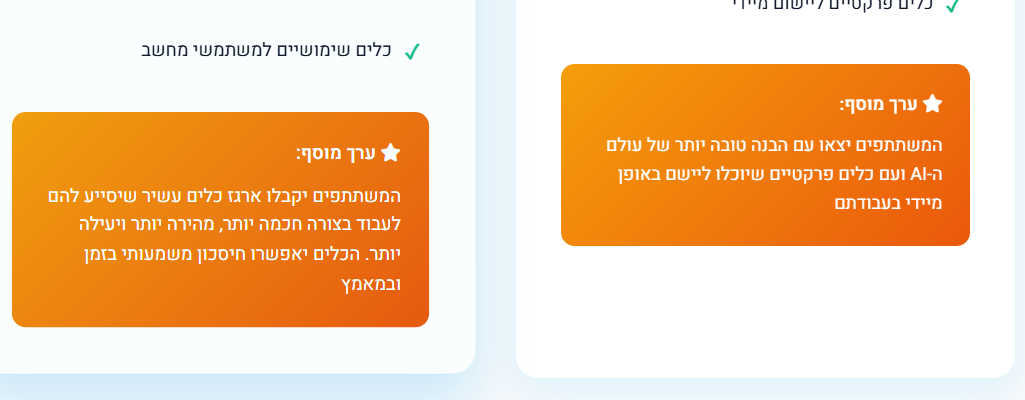 כלים פרקטיים ליישום מיידי
ערך מוסף:
המשתתפים יצאו עם הבנה טובה יותר של עולם
ה-AI ועם כלים פרקטיים שיוכלו ליישם באופן
מיידי בעבודתם
כלים שימושיים למשתמשי מחשב
ערך מוסף:
המשתתפים יקבלו ארגז כלים עשיר שיסייע להם
לעבוד בצורה חכמה יותר, מהירה יותר ויעילה
יותר. הכלים יאפשרו חיסכון משמעותי בזמן
ובמאמץ